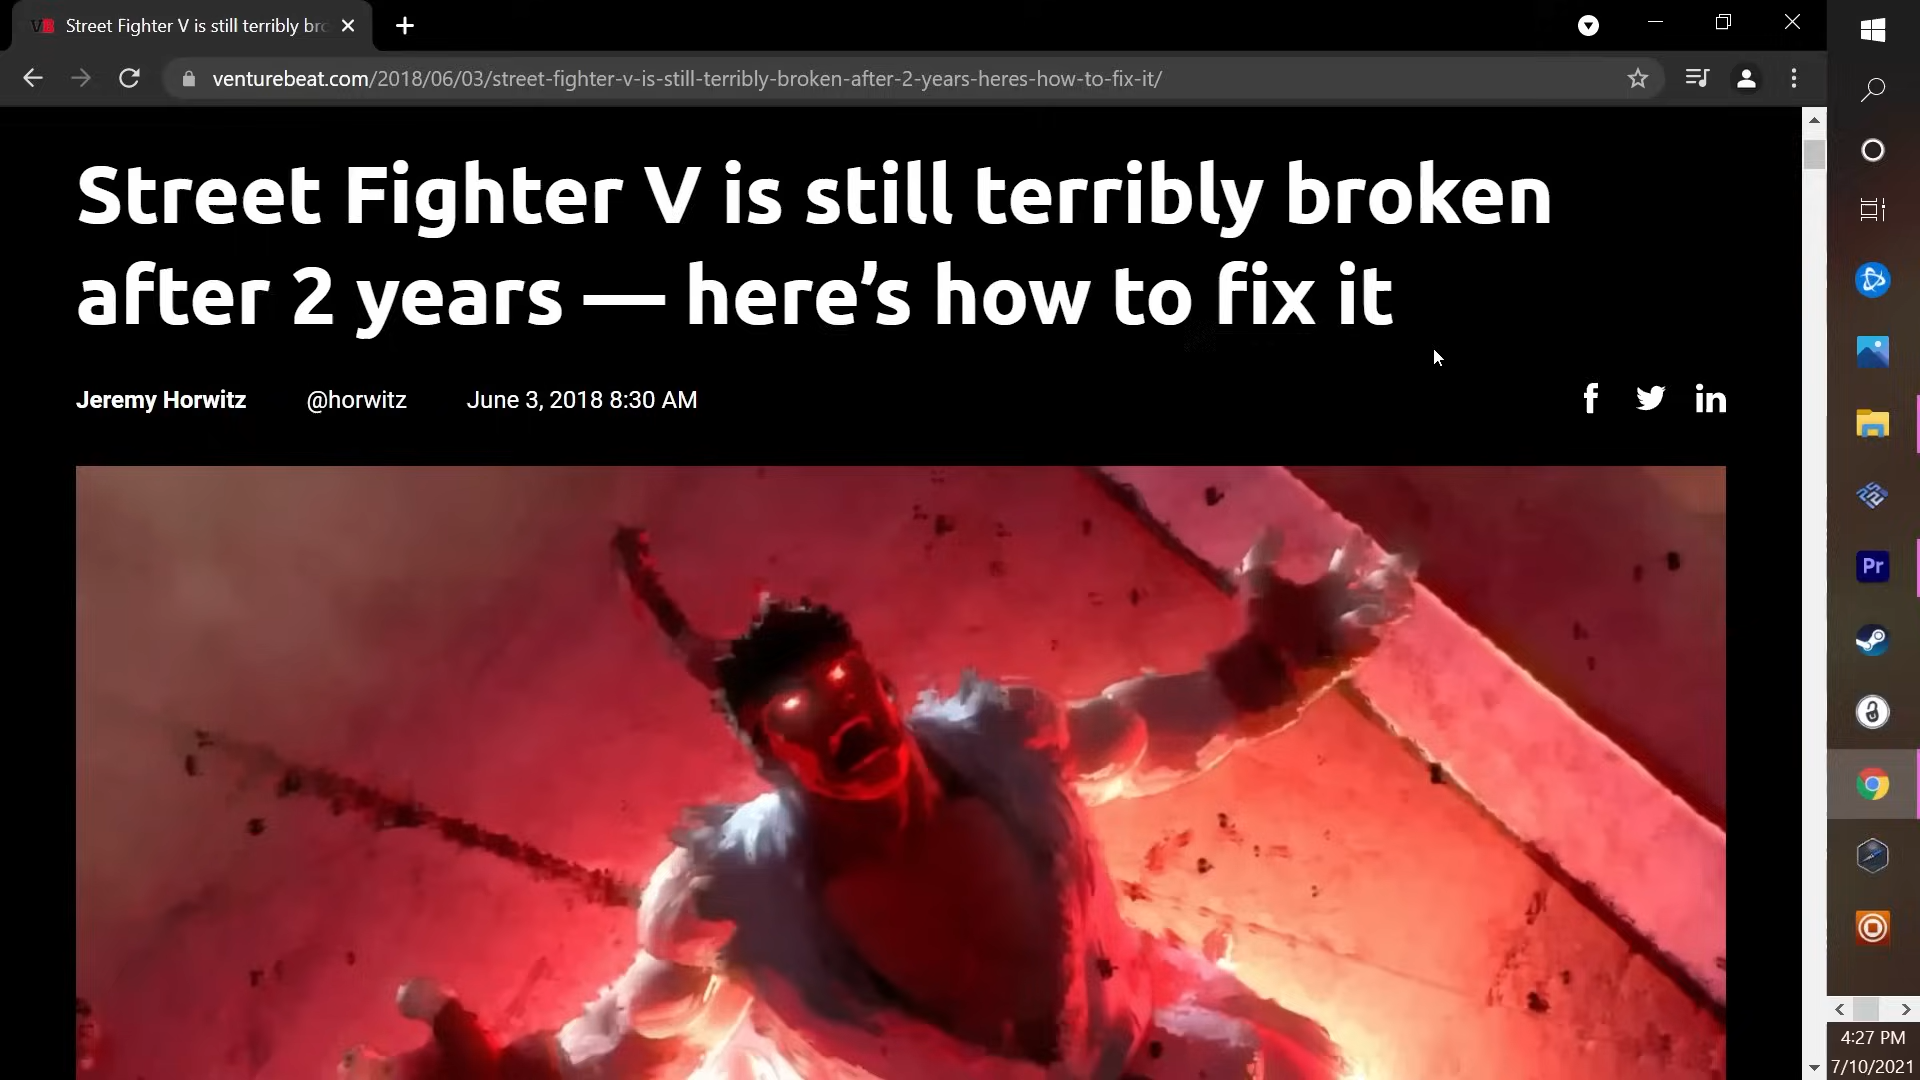 Street Fighter V is still terribly bro
venturebeat.com/2018/06/03/street-fighter-v-is-still-terribly-broken-after-2-years-heres-how-to-fix-it/
Street Fighter V is still terribly broken
after 2 years — here’s how to fix it
Jeremy Horwitz @horwitz June 3, 2018 8:30 AM
f in
Pr
4:27 PM
7/10/2021